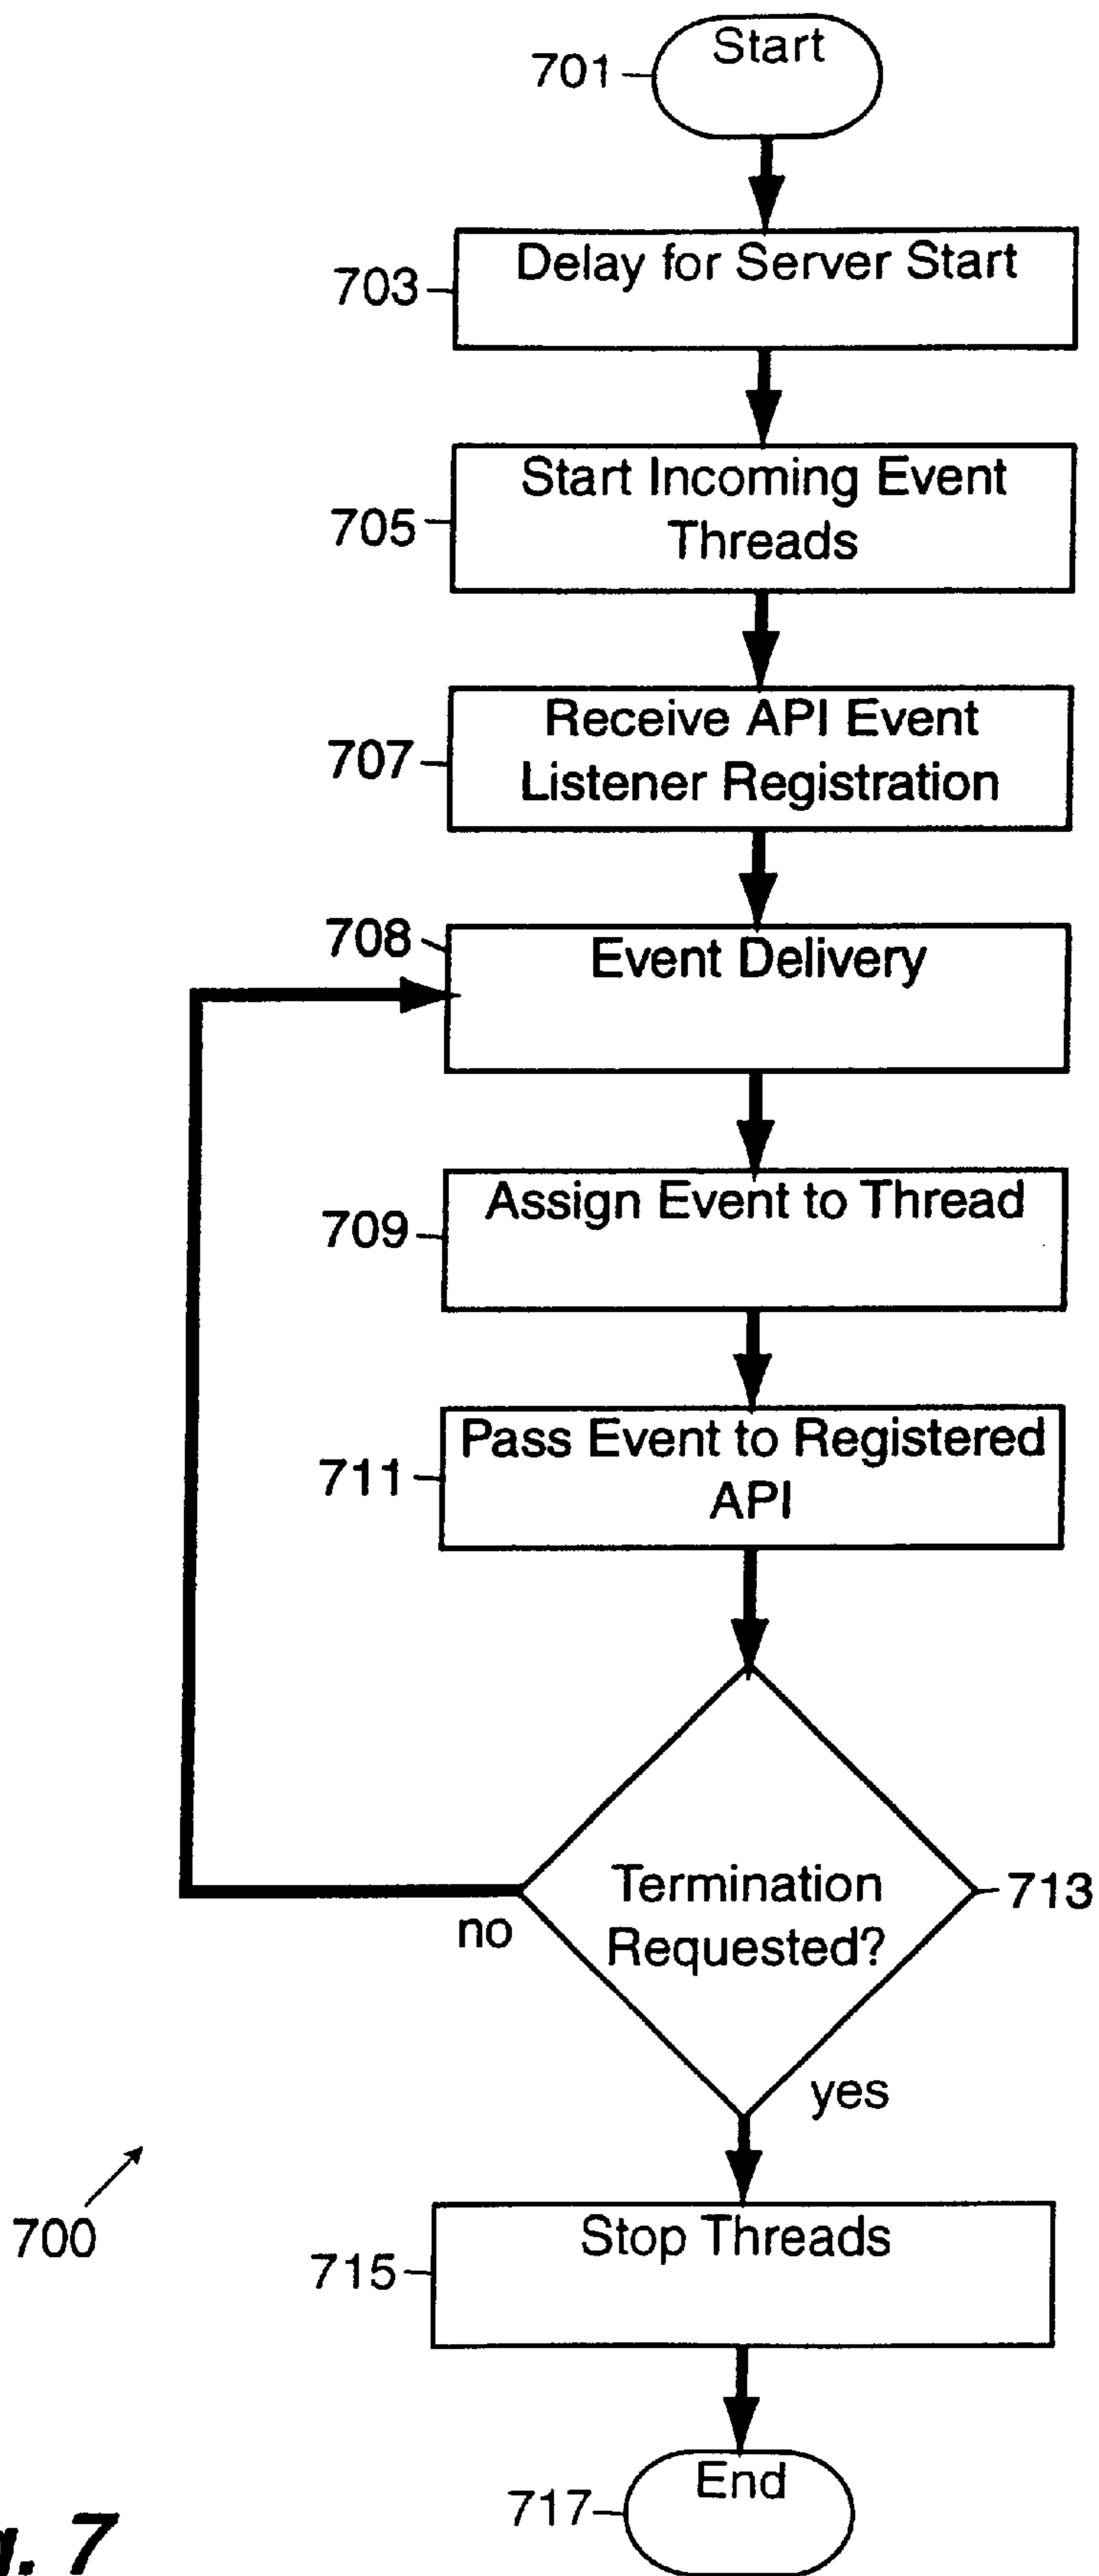 Start
701
Delay for Server Start
703
Start Incoming Event
Threads
705
Receive API Event
Listener Registration
707
708
Event Delivery
Assign Event to Thread
709
Pass Event to Registered
API
711
Termination
Requested?
713
no
yes
700
Stop Threads
715
End
717
g. 7